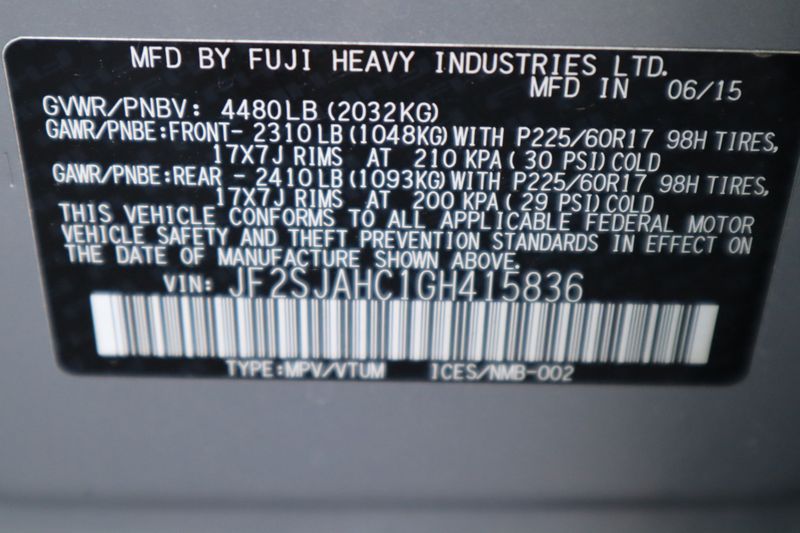 MFD BY FUJI HEAVY INDUSTRIES LTD.
MFD IN 06/15
GVWR/PNBV: 4480LB(2032KG)
GAWR/PNBE:FRONT- 2310LB(1048KG)WITH P225/60R17 98H TIRES,
17X7J RIMS AT 210 KPA( 30 PSI)COLD
GAWR/PNBE:REAR - 2410LB(1093KG)WITH P225/60R17 98H TIRES,
17X7J RIMS AT 200 KPA( 29 PSI)COLD
THIS VEHICLE CONFORMS TO ALL APPLICABLE FEDERAL MOTOR
VEHICLE SAFETY AND THEFT PREVENTION STANDARDS IN EFFECT ON
THE DATE OF MANUFACTURE SHOWN ABOVE.
VIN: JF2SJAHC1GH415836
TYPE:MPV/VTUM ICES/NMB-002